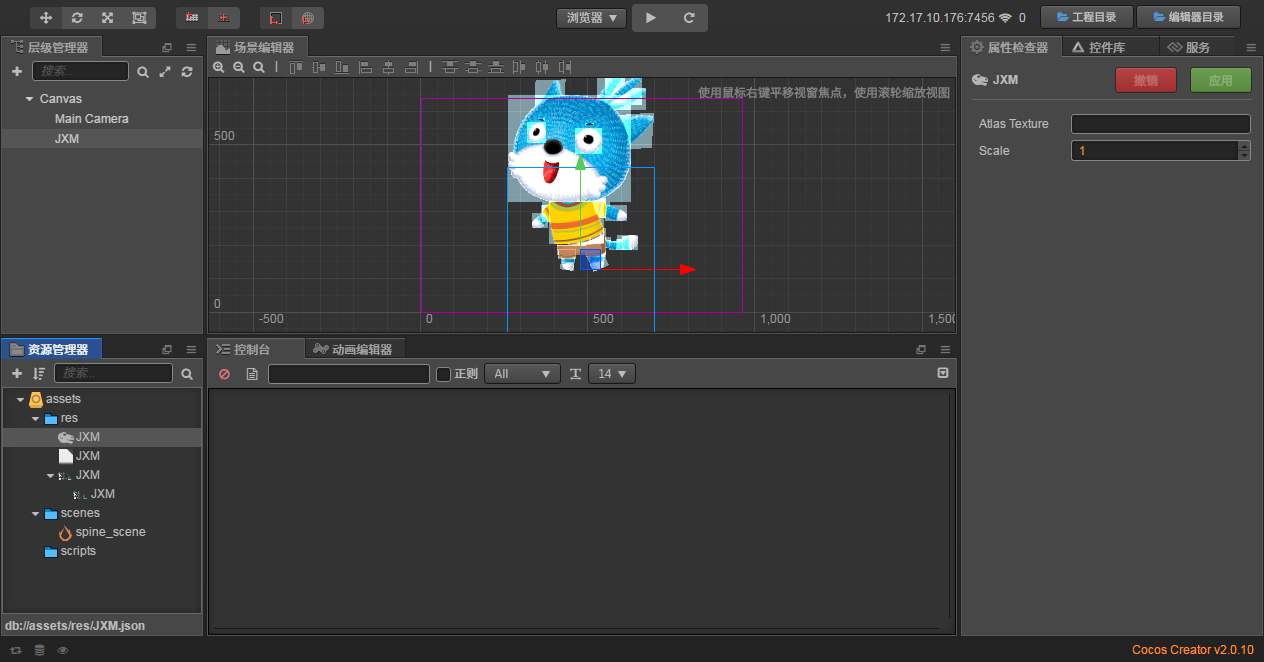 浏览器
172.17.10.176:7456 0
工程目录
编辑器目录
层级管理器
搜索...
Canvas
Main Camera
JXM
场景编辑器
使用鼠标右键平移视窗焦点，使用滚轮缩放视图
500
0
-500
0
500
1,000
1,500
属性检查器
控件库
服务
JXM
撤销
应用
Atlas Texture
Scale
1
资源管理器
搜索...
assets
res
JXM
JXM
JXM
JXM
scenes
spine_scene
scripts
db://assets/res/JXM.json
控制台
动画编辑器
正则
All
14
Cocos Creator v2.0.10